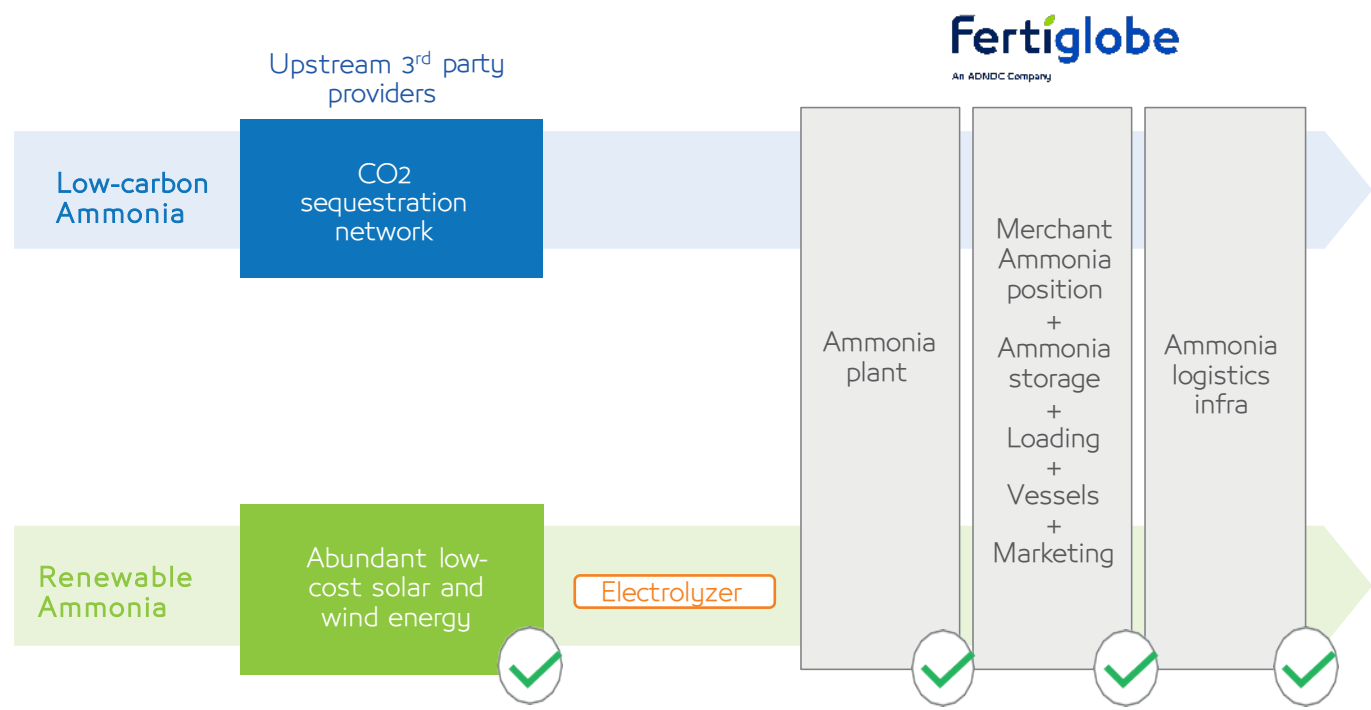 Fertiglobe
An ADNOC Company
Upstream 3rd party
providers
Low-carbon
Ammonia
CO2
sequestration
network
Renewable
Ammonia
Abundant low-
cost solar and
wind energy
Electrolyzer
Ammonia
plant
Merchant
Ammonia
position
+
Ammonia
storage
+
Loading
+
Vessels
+
Marketing
Ammonia
logistics
infra